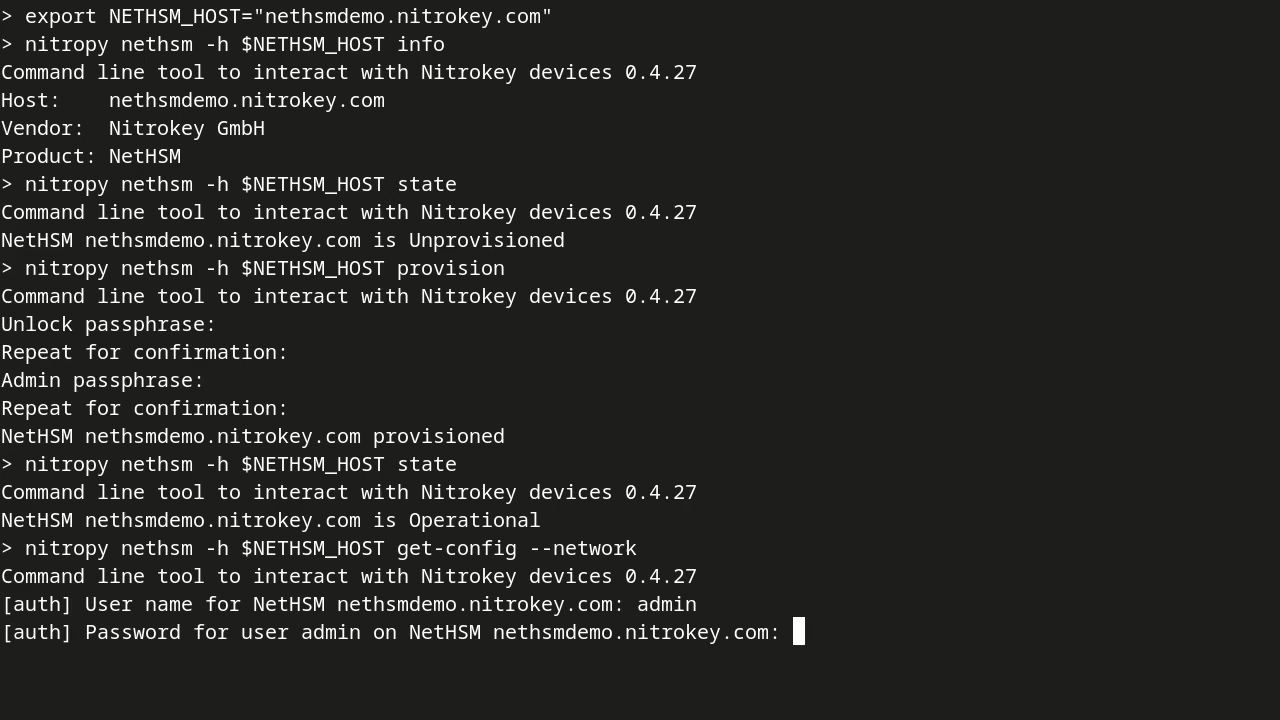 > export NETHSM_HOST="nethsmdemo.nitrokey.com"
> nitropy nethsm -h $NETHSM_HOST info
Command line tool to interact with Nitrokey devices 0.4.27
Host:    nethsmdemo.nitrokey.com
Vendor:  Nitrokey GmbH
Product: NetHSM
> nitropy nethsm -h $NETHSM_HOST state
Command line tool to interact with Nitrokey devices 0.4.27
NetHSM nethsmdemo.nitrokey.com is Unprovisioned
> nitropy nethsm -h $NETHSM_HOST provision
Command line tool to interact with Nitrokey devices 0.4.27
Unlock passphrase:
Repeat for confirmation:
Admin passphrase:
Repeat for confirmation:
NetHSM nethsmdemo.nitrokey.com provisioned
> nitropy nethsm -h $NETHSM_HOST state
Command line tool to interact with Nitrokey devices 0.4.27
NetHSM nethsmdemo.nitrokey.com is Operational
> nitropy nethsm -h $NETHSM_HOST get-config --network
Command line tool to interact with Nitrokey devices 0.4.27
[auth] User name for NetHSM nethsmdemo.nitrokey.com: admin
[auth] Password for user admin on NetHSM nethsmdemo.nitrokey.com: